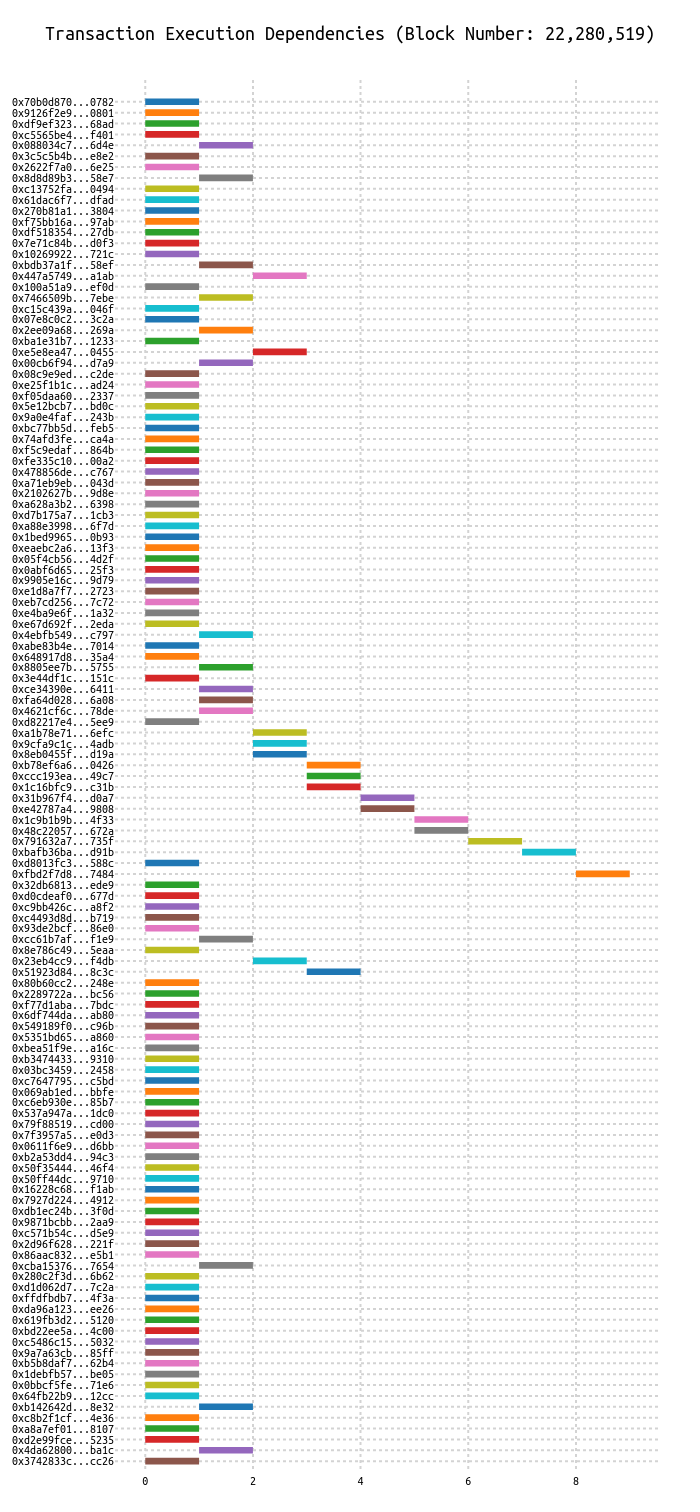 Transaction Execution Dependencies (Block Number: 22,280,519)
0x70b0d870...0782
0x9126f2e9...0801
0xdf9ef323...68ad
0xc5565be4...f401
0x088034c7...6d4e
0x3c5c5b4b...e8e2
0x2622f7a0...6e25
0x8d8d89b3...58e7
0xc13752fa...0494
0x61dac6f7...dfad
0x270b81a1...3804
0xf75bb16a...97ab
0xdf518354...27db
0x7e71c84b...d0f3
0x10269922...721c
0xbdb37a1f...58ef
0x447a5749...a1ab
0x100a51a9...ef0d
0x7466509b...7ebe
0xc15c439a...046f
0x07e8c0c2...3c2a
0x2ee09a68...269a
0xba1e31b7...1233
0xe5e8ea47...0455
0x00cb6f94...d7a9
0x08c9e9ed...c2de
0xe25f1b1c...ad24
0xf05daa60...2337
0x5e12bcb7...bd0c
0x9a0e4faf...243b
0xbc77bb5d...feb5
0x74afd3fe...ca4a
0xf5c9edaf...864b
0xfe335c10...00a2
0x478856de...c767
0xa71eb9eb...043d
0x2102627b...9d8e
0xa628a3b2...6398
0xd7b175a7...1cb3
0xa88e3998...6f7d
0x1bed9965...0b93
0xeaebc2a6...13f3
0x05f4cb56...4d2f
0x0abf6d65...25f3
0x9905e16c...9d79
0xe1d8a7f7...2723
0xeb7cd256...7c72
0xe4ba9e6f...1a32
0xe67d692f...2eda
0x4ebfb549...c797
0xabe83b4e...7014
0x648917d8...35a4
0x8805ee7b...5755
0x3e44df1c...151c
0xce34390e...6411
0xfa64d028...6a08
0x4621cf6c...78de
0xd82217e4...5ee9
0xa1b78e71...6efc
0x9cfa9c1c...4adb
0x8eb0455f...d19a
0xb78ef6a6...0426
0xccc193ea...49c7
0x1c16bfc9...c31b
0x31b967f4...d0a7
0xe42787a4...9808
0x1c9b1b9b...4f33
0x48c22057...672a
0x791632a7...735f
0xbafb36ba...d91b
0xd8013fc3...588c
0xfbd2f7d8...7484
0x32db6813...ede9
0xd0cdeaf0...677d
0xc9bb426c...a8f2
0xc4493d8d...b719
0x93de2bcf...86e0
0xcc61b7af...f1e9
0x8e786c49...5eaa
0x23eb4cc9...f4db
0x51923d84...8c3c
0x80b60cc2...248e
0x2289722a...bc56
0xf77d1aba...7bdc
0x6df744da...ab80
0x549189f0...c96b
0x5351bd65...a860
0xbea51f9e...a16c
0xb3474433...9310
0x03bc3459...2458
0xc7647795...c5bd
0x069ab1ed...bbfe
0xc6eb930e...85b7
0x537a947a...1dc0
0x79f88519...cd00
0x7f3957a5...e0d3
0x0611f6e9...d6bb
0xb2a53dd4...94c3
0x50f35444...46f4
0x50ff44dc...9710
0x16228c68...f1ab
0x7927d224...4912
0xdb1ec24b...3f0d
0x9871bcbb...2aa9
0xc571b54c...d5e9
0x2d96f628...221f
0x86aac832...e5b1
0xcba15376...7654
0x280c2f3d...6b62
0xd1d062d7...7c2a
0xffdfbdb7...4f3a
0xda96a123...ee26
0x619fb3d2...5120
0xbd22ee5a...4c00
0xc5486c15...5032
0x9a7a63cb...85ff
0xb5b8daf7...62b4
0x1debfb57...be05
0x0bbcf5fe...71e6
0x64fb22b9...12cc
0xb142642d...8e32
0xc8b2f1cf...4e36
0xa8a7ef01...8107
0xd2e99fce...5235
0x4da62800...ba1c
0x3742833c...cc26
0 2 4 6 8